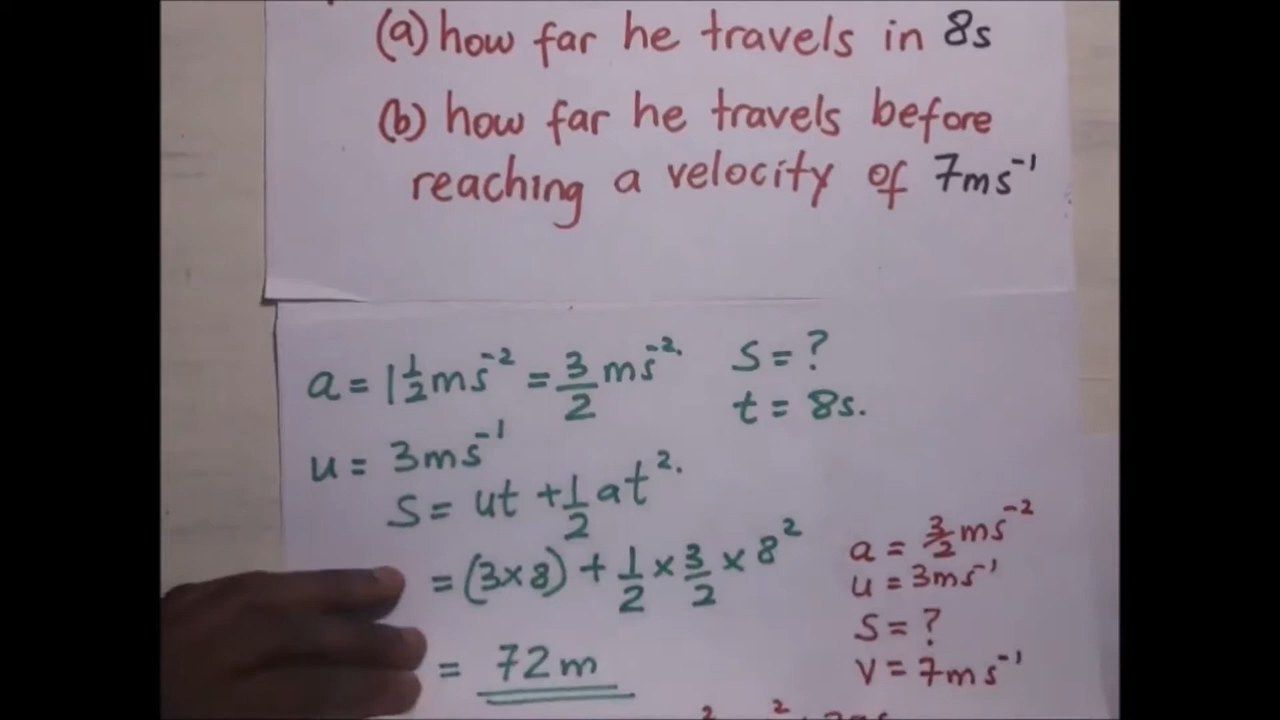 (a) how far he travels in 8s
(b) how far he travels before
reaching a velocity of 7ms⁻¹
a = 1½ms⁻² = 3/2 ms⁻².
S = ?
t = 8s.
u = 3ms⁻¹
S = ut + ½at².
= (3×8) + ½ × 3/2 × 8²
= 72m
a = 3/2 ms⁻²
u = 3ms⁻¹
S = ?
v = 7ms⁻¹